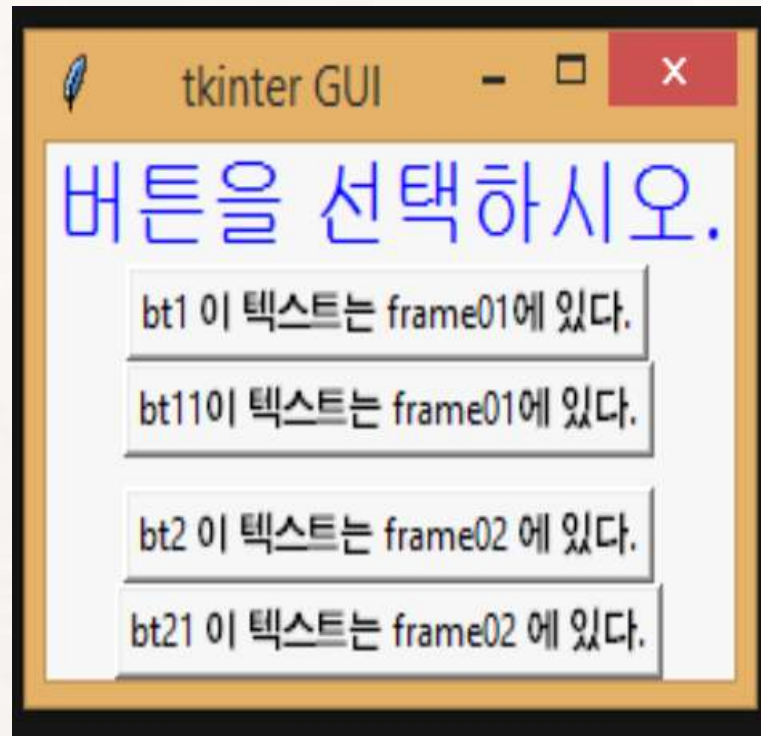 tkinter GUI
버튼을 선택하시오.
bt1 이 텍스트는 frame01에 있다.
bt11이 텍스트는 frame01에 있다.
bt2 이 텍스트는 frame02 에 있다.
bt21 이 텍스트는 frame02 에 있다.